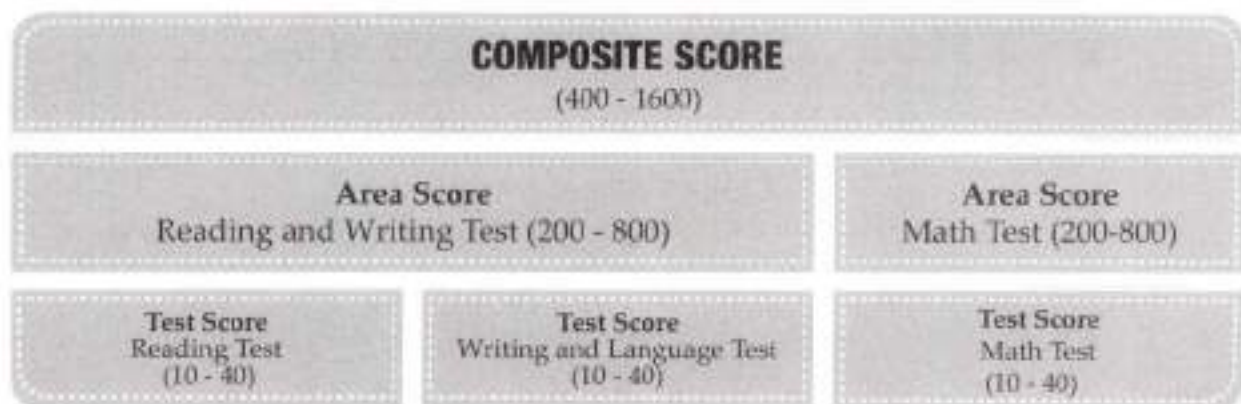 COMPOSITE SCORE
(400 - 1600)
Area Score
Reading and Writing Test (200 - 800)
Area Score
Math Test (200-800)
Test Score
Reading Test
(10 - 40)
Test Score
Writing and Language Test
(10 - 40)
Test Score
Math Test
(10 - 40)